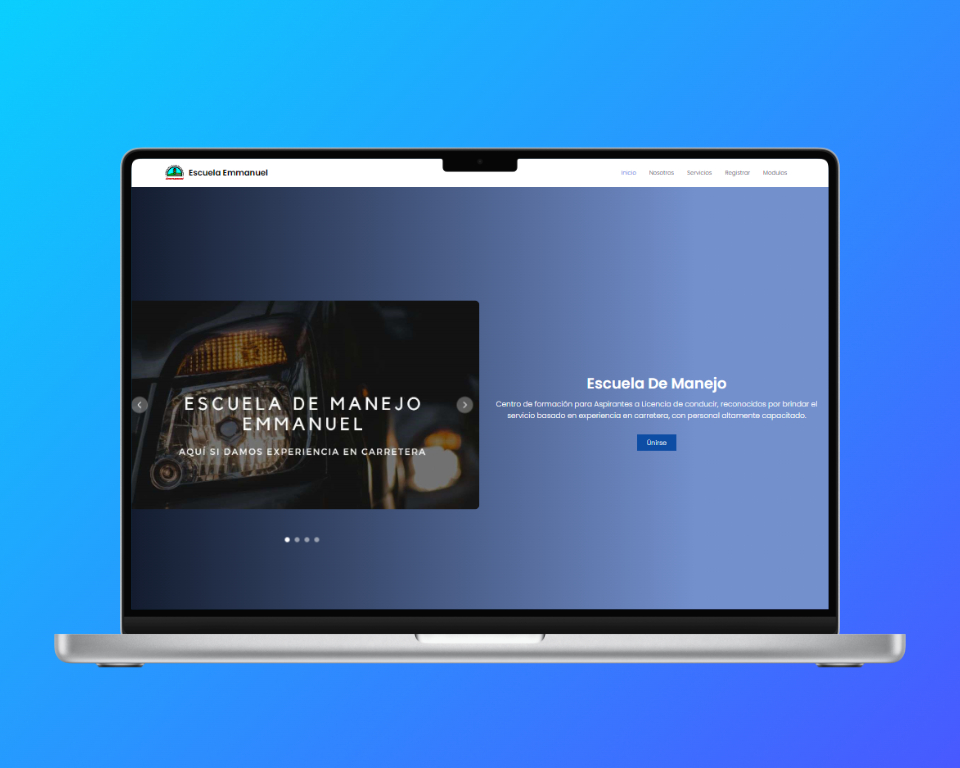 Escuela Emmanuel
Inicio Nosotros Servicios Registrar Modulos
ESCUELA DE MANEJO
EMMANUEL
AQUÍ SI DAMOS EXPERIENCIA EN CARRETERA
Escuela De Manejo
Centro de formación para Aspirantes a Licencia de conducir, reconocidos por brindar el
servicio basado en experiencia en carretera, con personal altamente capacitado.
Únirse